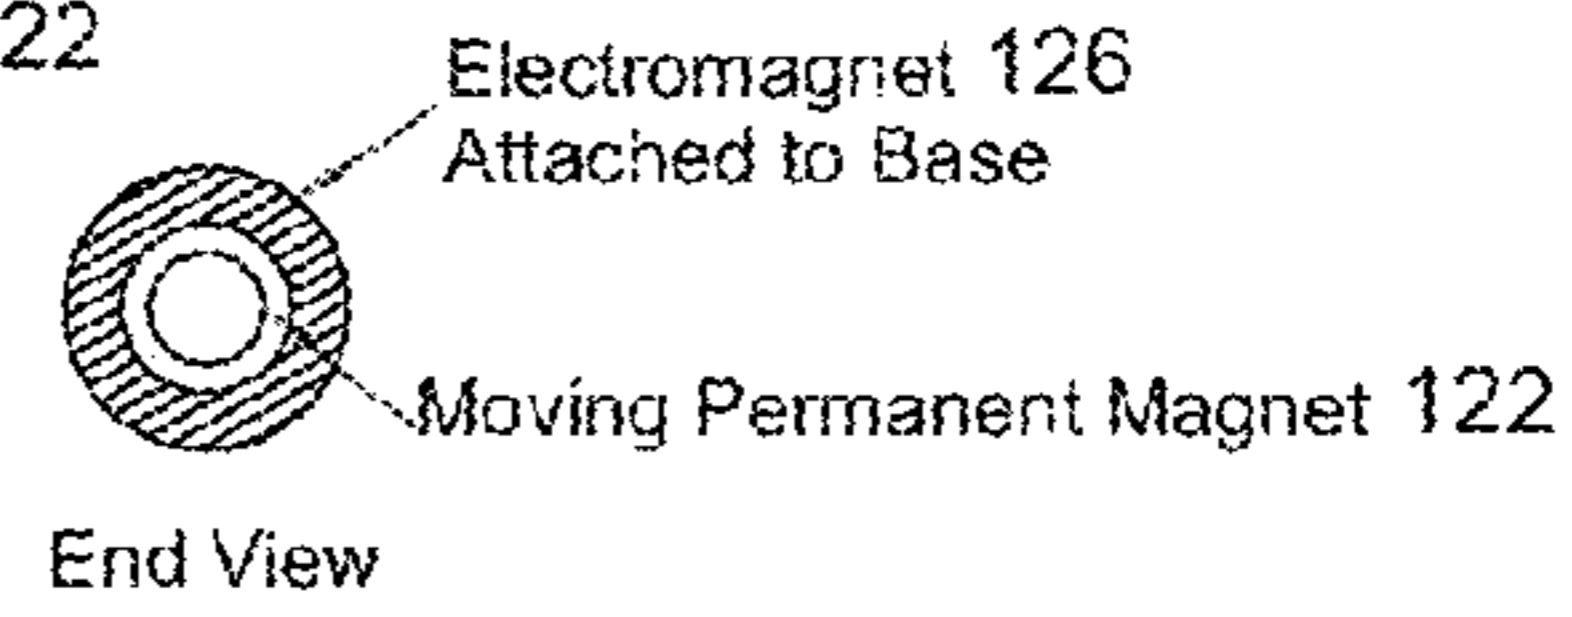 22
Electromagnet 126
Attached to Base
Moving Permanent Magnet 122
End View